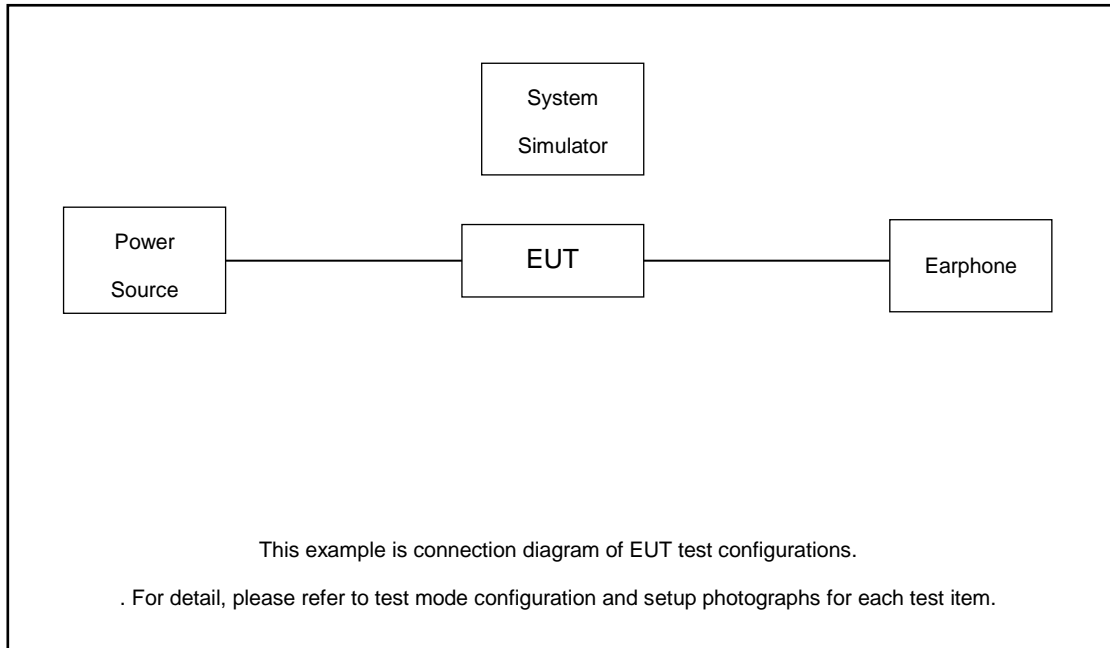 System
Simulator
Power
Source
EUT
Earphone
This example is connection diagram of EUT test configurations.
. For detail, please refer to test mode configuration and setup photographs for each test item.